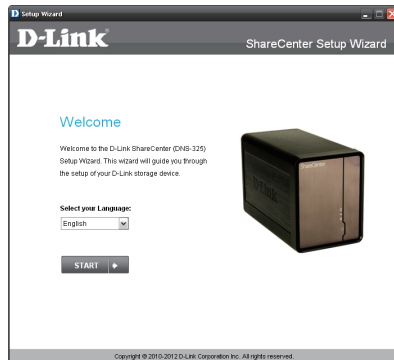 D Setup Wizard
D-Link
ShareCenter Setup Wizard
Welcome
Welcome to the D-Link ShareCenter (DNS-325)
Setup Wizard. This wizard will guide you through
the setup of your D-Link storage device.
Select your Language:
English
START
ShareCenter
D-Link
Copyright © 2010-2012 D-Link Corporation Inc. All rights reserved.